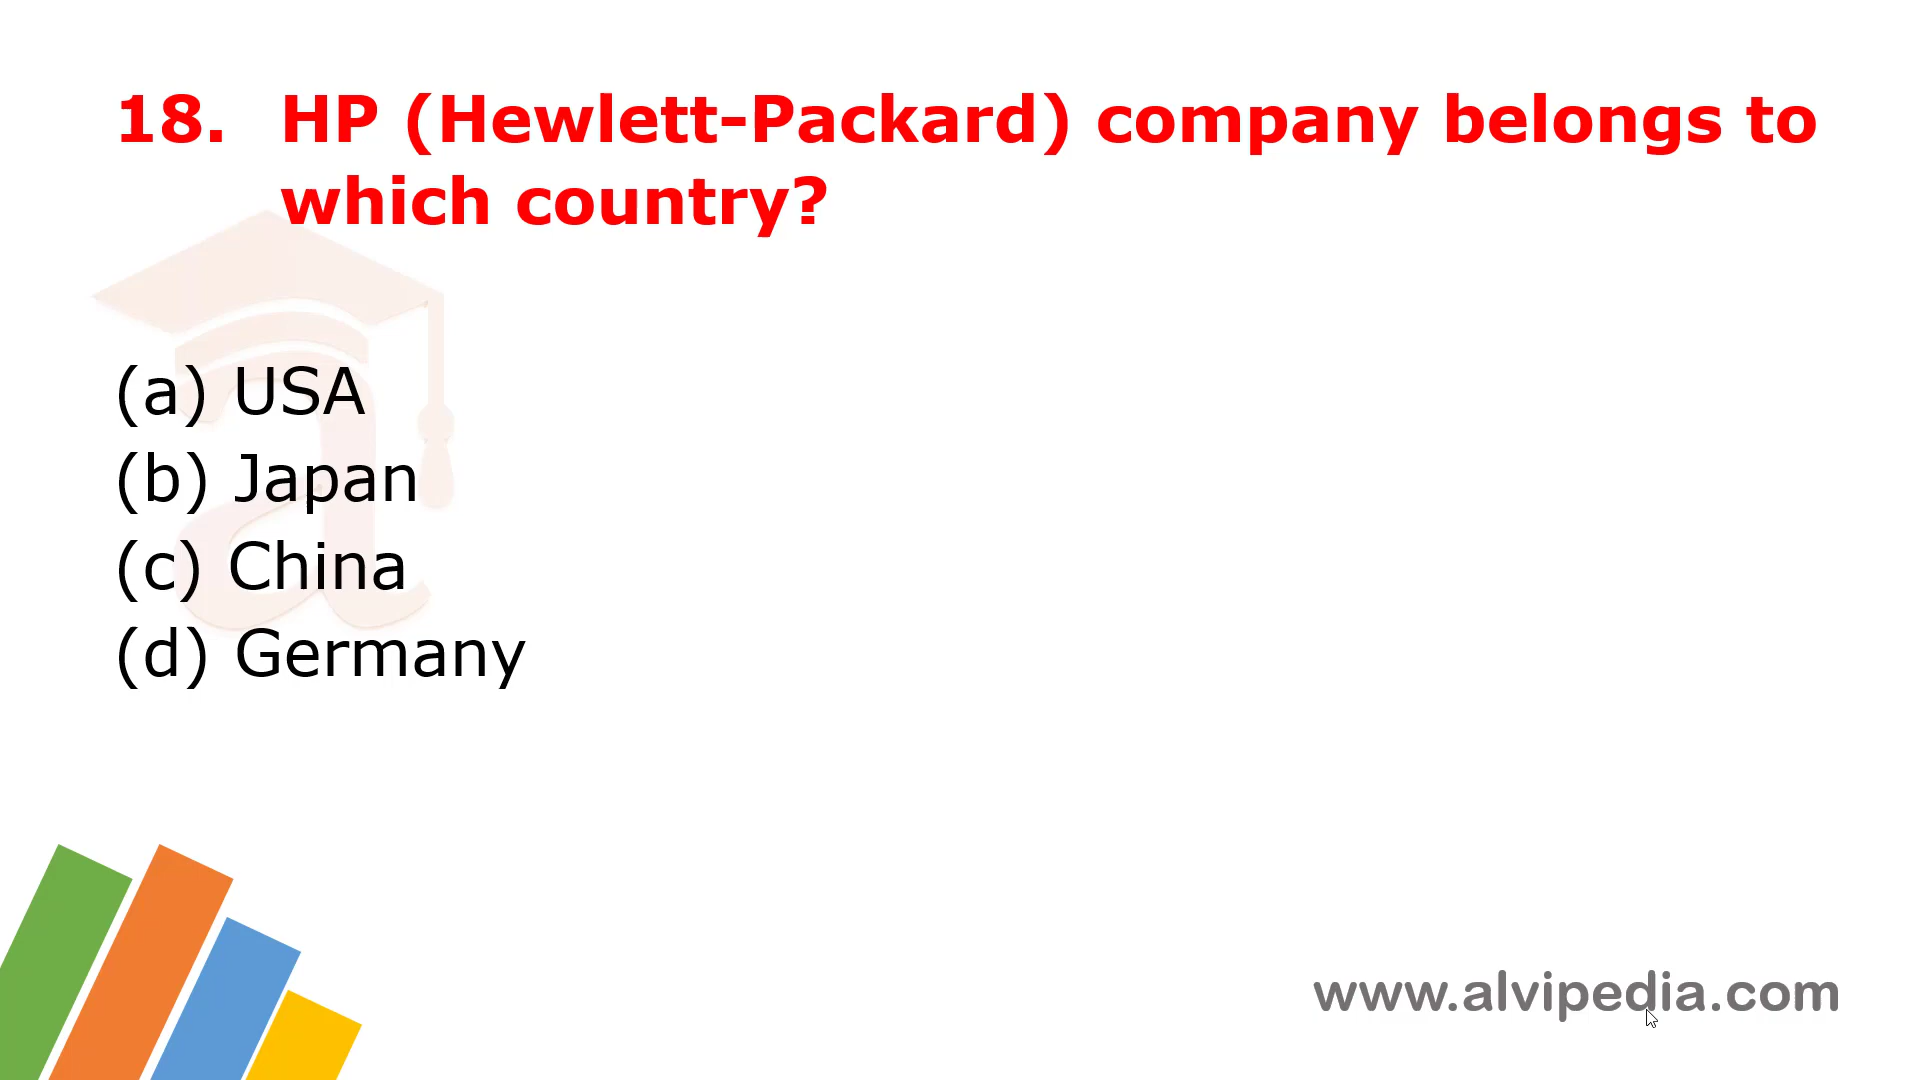 18. HP (Hewlett-Packard) company belongs to
which country?
(a) USA
(b) Japan
(c) China
(d) Germany
www.alvipedia.com